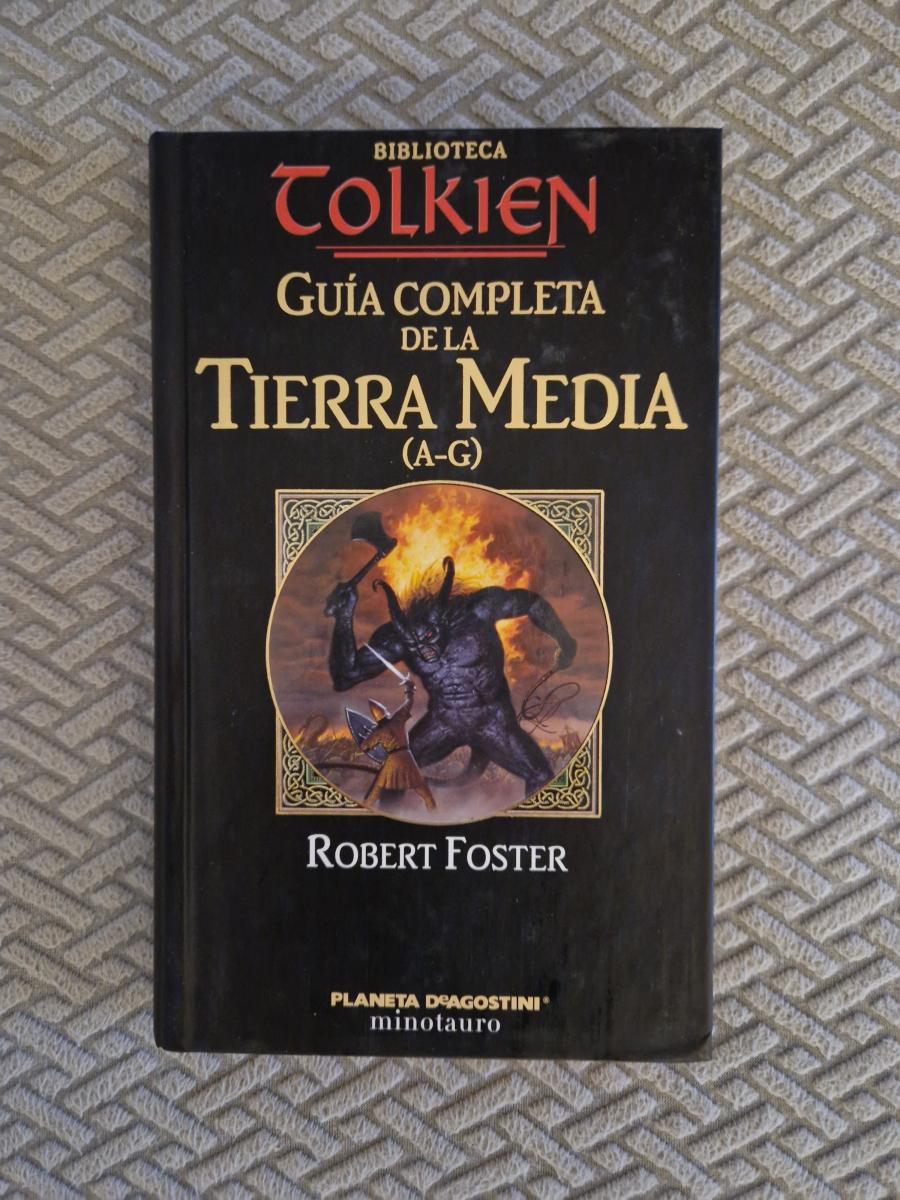 BIBLIOTECA
TOLKIEN
GUÍA COMPLETA
DE LA
TIERRA MEDIA
(A-G)
ROBERT FOSTER
PLANETA DeAGOSTINI®
minotauro